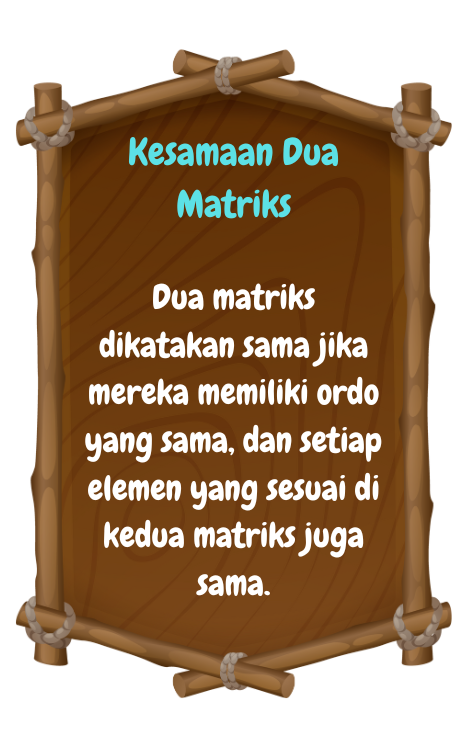 Kesamaan Dua
Matriks
Dua matriks
dikatakan sama jika
mereka memiliki ordo
yang sama, dan setiap
elemen yang sesuai di
kedua matriks juga
sama.